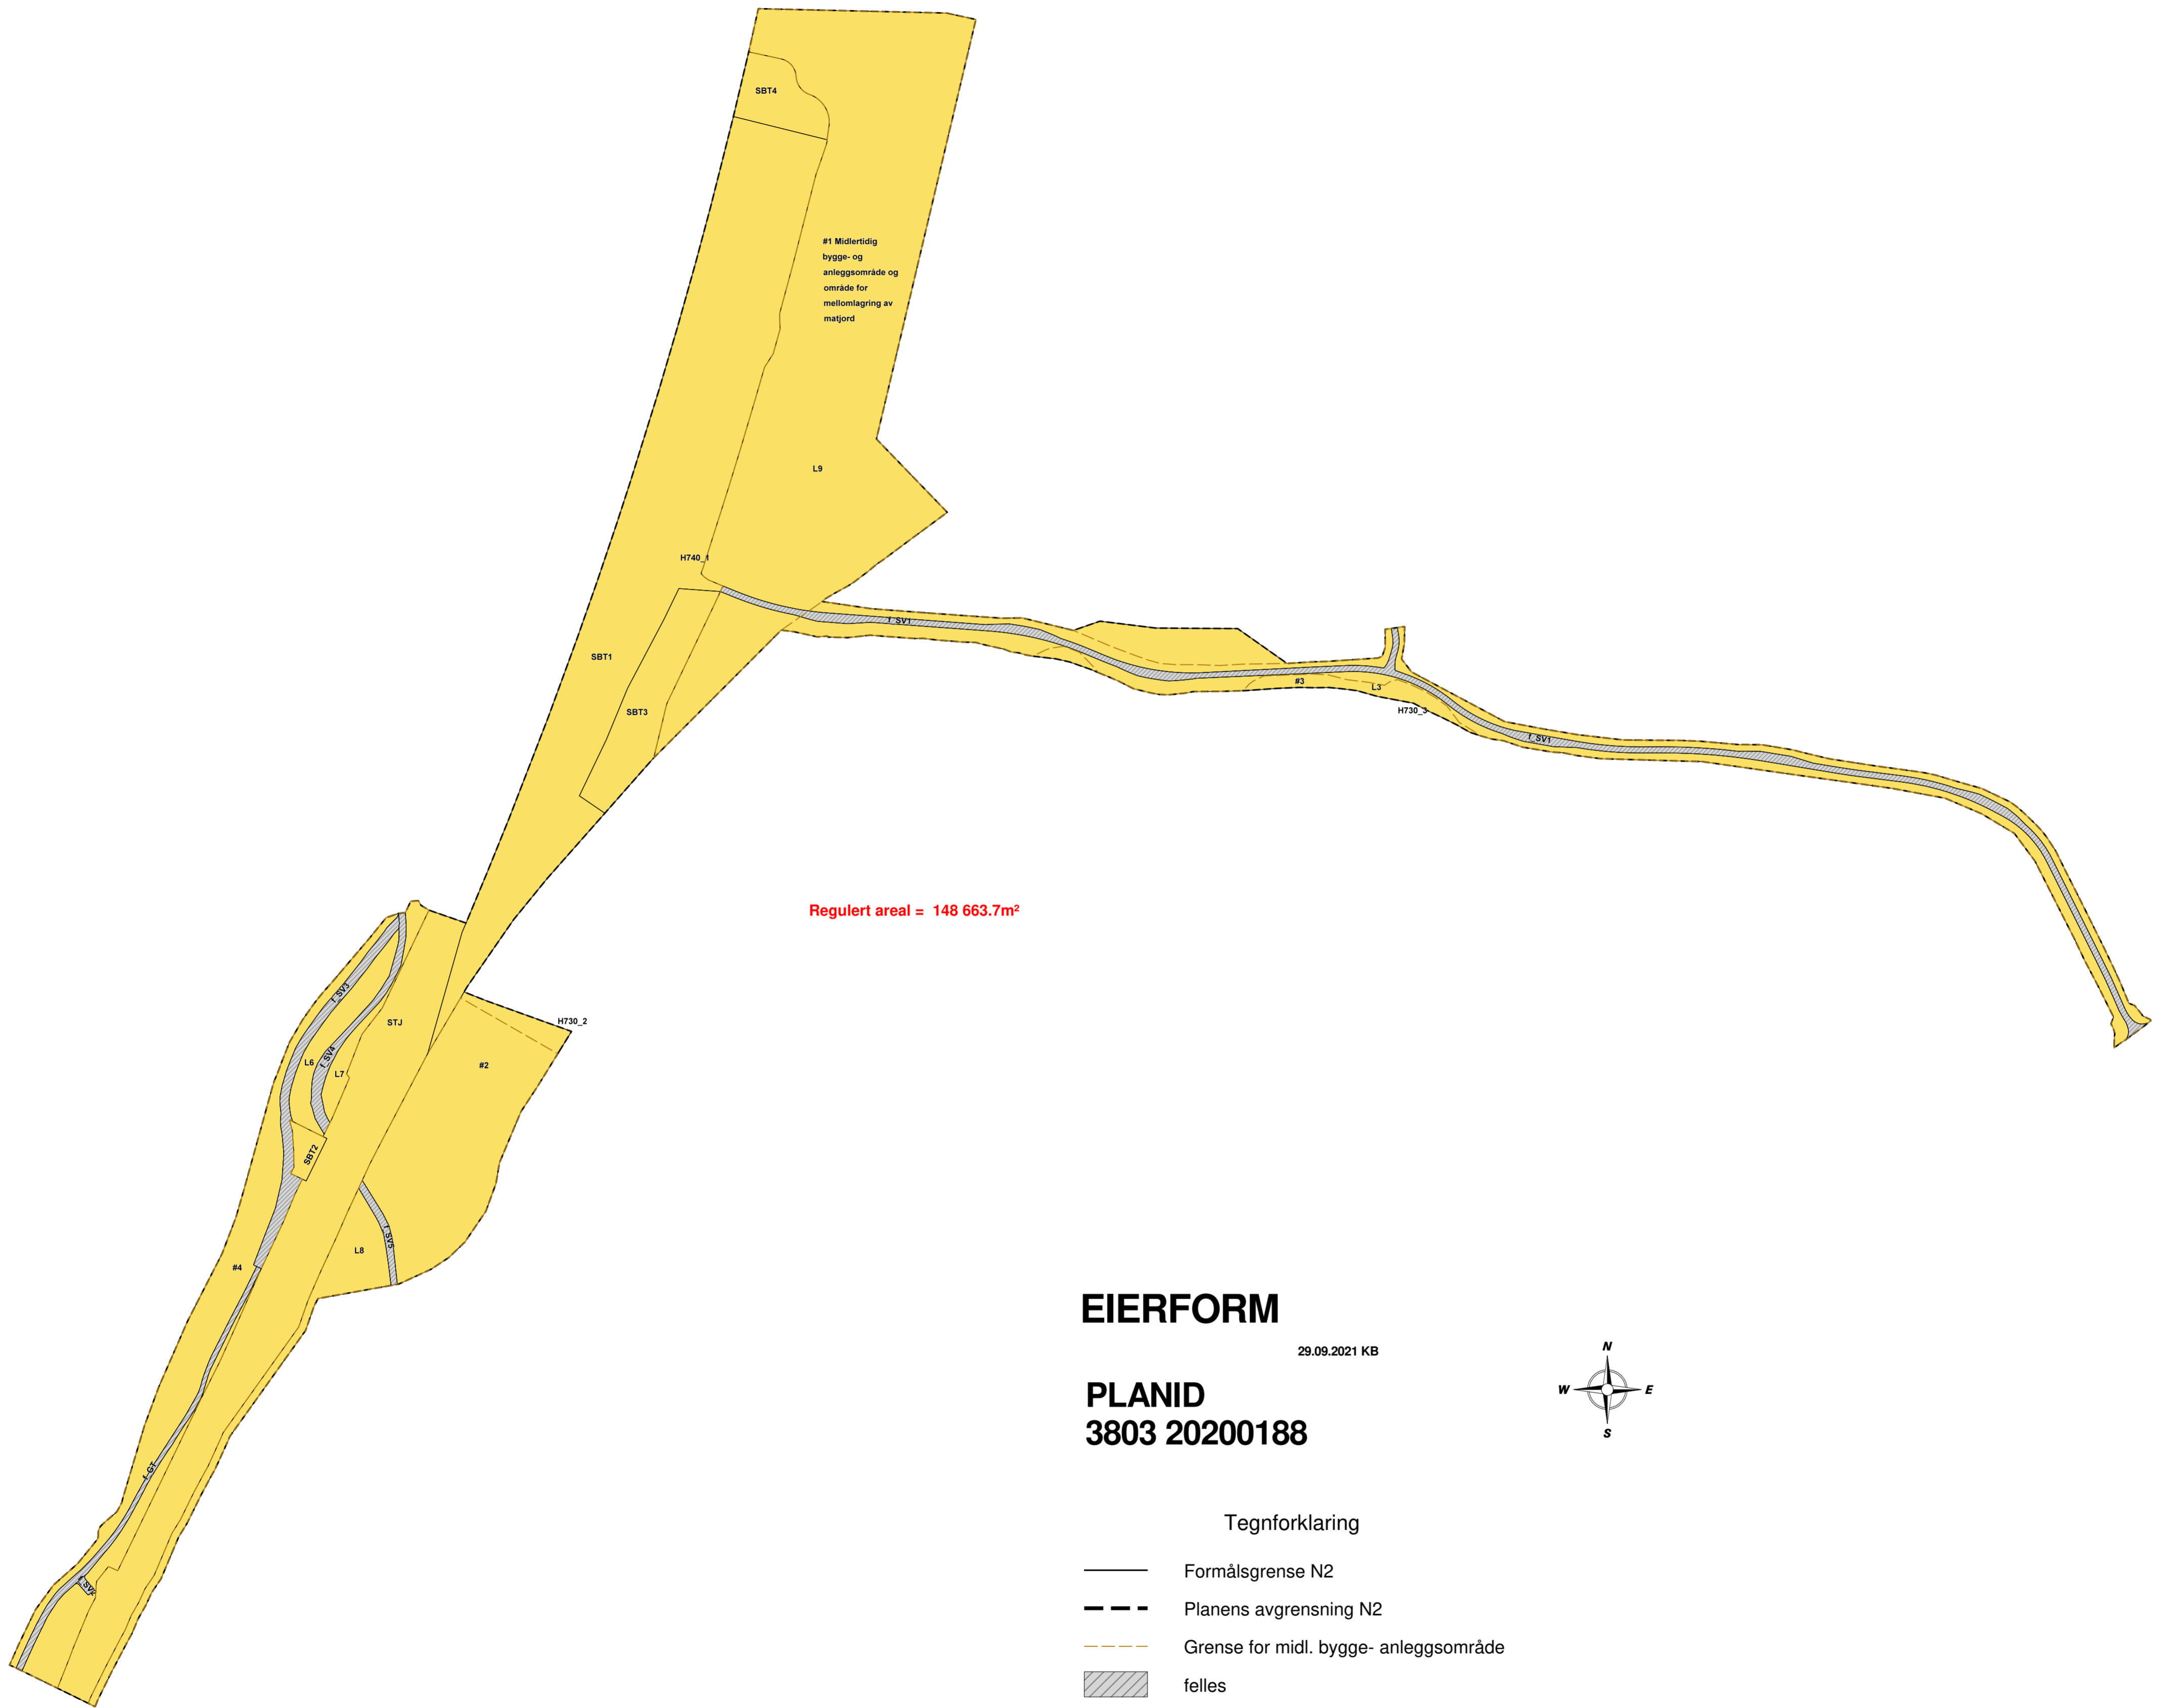 SBT4
#1 Midlertidig
bygge- og
anleggsområde og
område for
mellomlagring av
matjord
L9
H740_1
f_SV1
SBT1
#3
L3
SBT3
H730_3
f_SV1
Regulert areal = 148 663.7m²
f_SV3
STJ
H730_2
L6
f_SV4
L7
#2
SBT2
f_SV5
L8
#4
EIERFORM
29.09.2021 KB
PLANID
3803 20200188
N
W
E
S
f_GT
Tegnforklaring
Formålsgrense N2
f_SV2
Planens avgrensning N2
Grense for midl. bygge- anleggsområde
felles